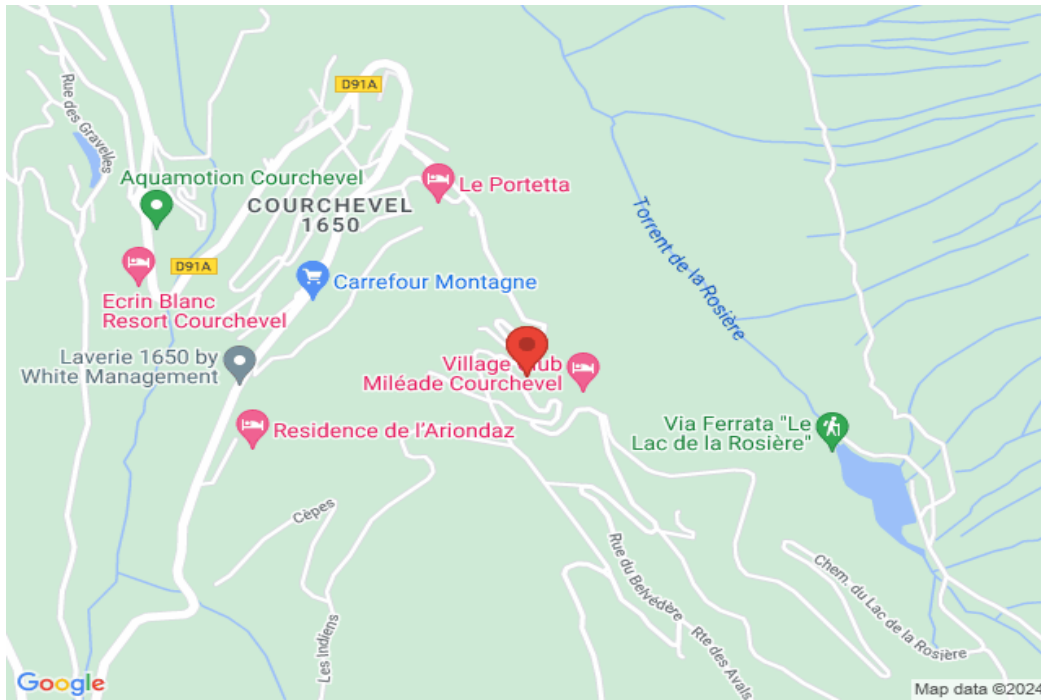 D91A
Rue des Gravelles
Aquamotion Courchevel
Le Portetta
COURCHEVEL
1650
Torrent de la Rosière
D91A
Ecrin Blanc
Resort Courchevel
Carrefour Montagne
Laverie 1650 by
White Management
Village Club
Miléade Courchevel
Residence de l'Ariondaz
Via Ferrata "Le
Lac de la Rosière"
Cèpes
Rue du Belvédère
Chem. du Lac de la Rosière
Les Indiens
Rte des Avals
Google
Map data ©2024